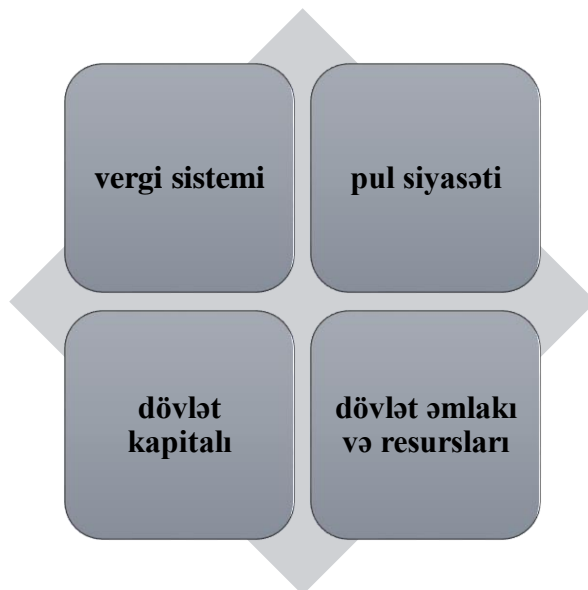 vergi sistemi
pul siyasəti
dövlət
kapitalı
dövlət əmlakı
və resursları